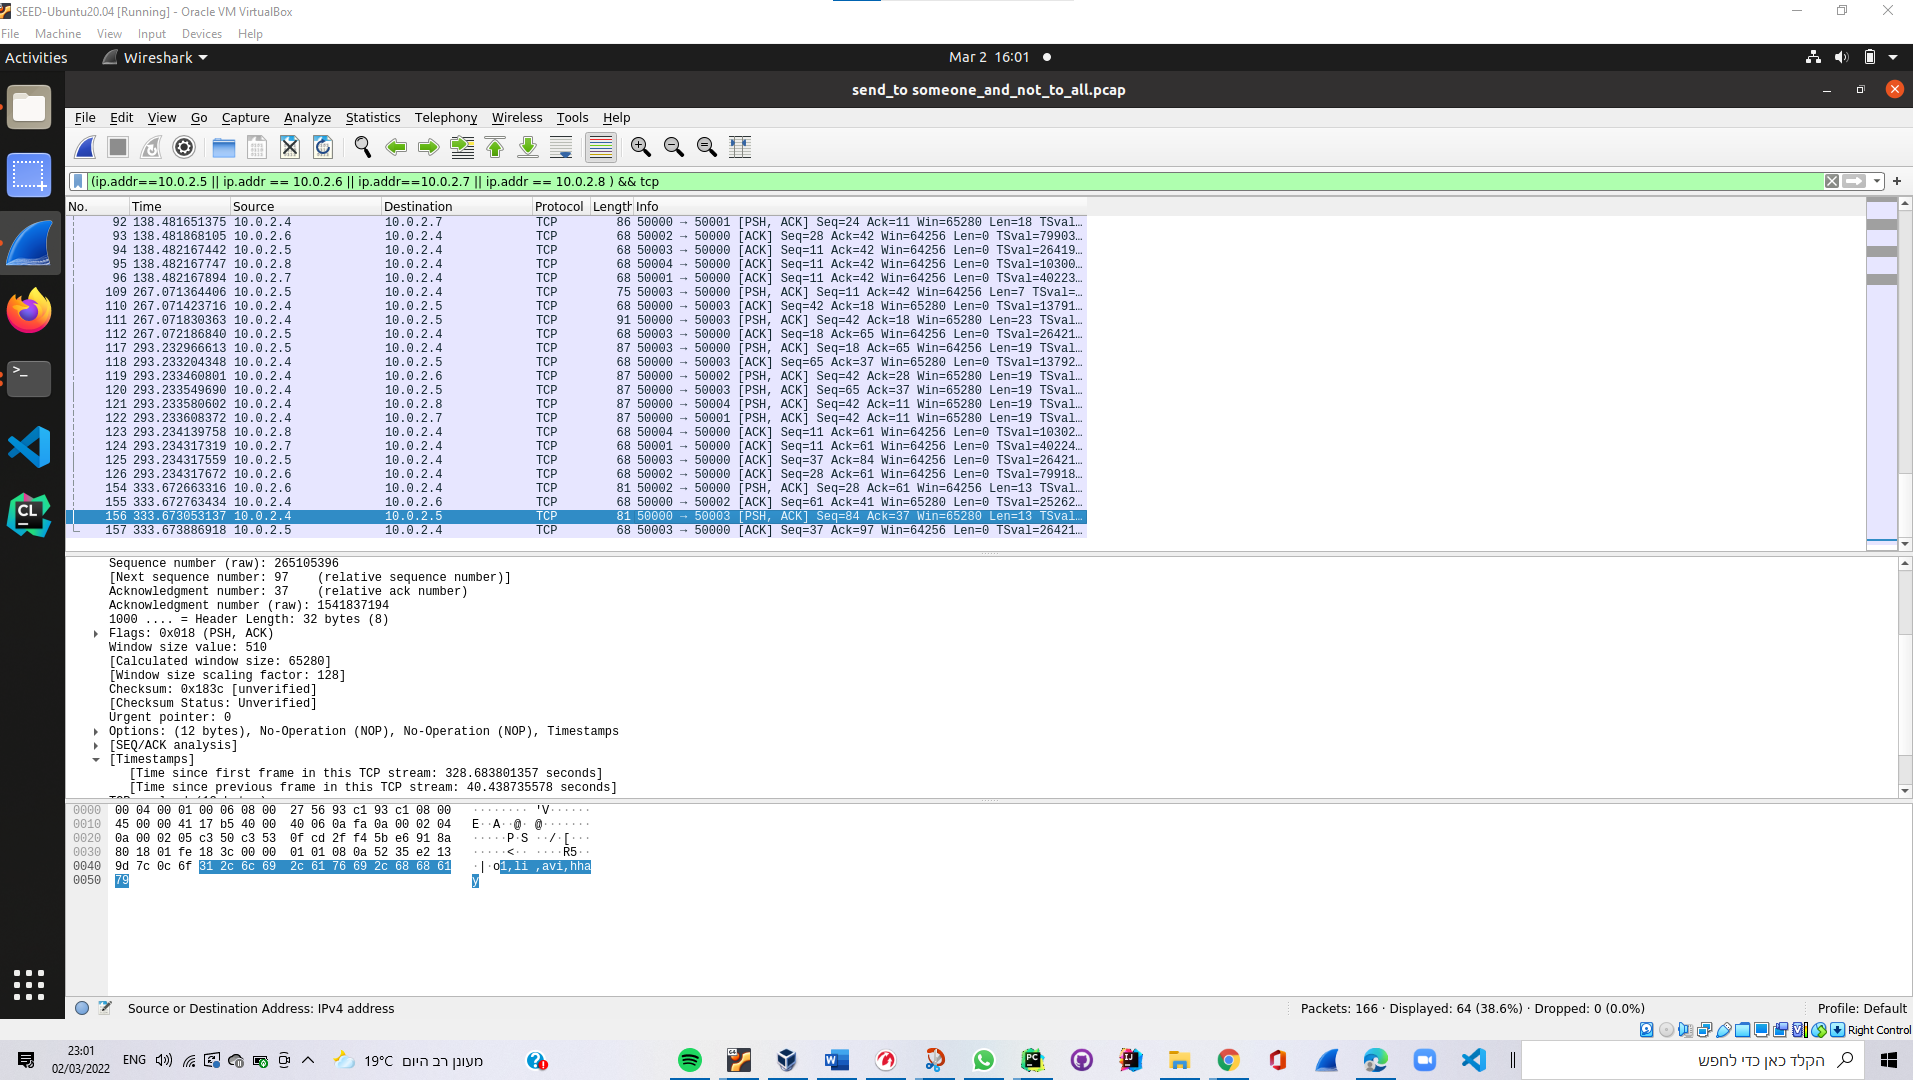 SEED-Ubuntu20.04 [Running] - Oracle VM VirtualBox
File Machine View Input Devices Help
Activities Wireshark Mar 2 16:01
send_to someone_and_not_to_all.pcap
File Edit View Go Capture Analyze Statistics Telephony Wireless Tools Help
(ip.addr==10.0.2.5 || ip.addr == 10.0.2.6 || ip.addr==10.0.2.7 || ip.addr == 10.0.2.8 ) && tcp
No. Time Source Destination Protocol Length Info
92 138.481651375 10.0.2.4 10.0.2.7 TCP 86 50000 → 50001 [PSH, ACK] Seq=24 Ack=11 Win=65280 Len=18 TSval…
93 138.481868105 10.0.2.6 10.0.2.4 TCP 68 50002 → 50000 [ACK] Seq=28 Ack=42 Win=64256 Len=0 TSval=79903…
94 138.482167442 10.0.2.5 10.0.2.4 TCP 68 50003 → 50000 [ACK] Seq=11 Ack=42 Win=64256 Len=0 TSval=26419…
95 138.482167747 10.0.2.8 10.0.2.4 TCP 68 50004 → 50000 [ACK] Seq=11 Ack=42 Win=64256 Len=0 TSval=10300…
96 138.482167894 10.0.2.7 10.0.2.4 TCP 68 50001 → 50000 [ACK] Seq=11 Ack=42 Win=64256 Len=0 TSval=40223…
109 267.071364406 10.0.2.5 10.0.2.4 TCP 75 50003 → 50000 [PSH, ACK] Seq=11 Ack=42 Win=64256 Len=7 TSval=…
110 267.071423716 10.0.2.4 10.0.2.5 TCP 68 50000 → 50003 [ACK] Seq=42 Ack=18 Win=65280 Len=0 TSval=13791…
111 267.071830363 10.0.2.4 10.0.2.5 TCP 91 50000 → 50003 [PSH, ACK] Seq=42 Ack=18 Win=65280 Len=23 TSval…
112 267.072186840 10.0.2.5 10.0.2.4 TCP 68 50003 → 50000 [ACK] Seq=18 Ack=65 Win=64256 Len=0 TSval=26421…
117 293.232966613 10.0.2.5 10.0.2.4 TCP 87 50003 → 50000 [PSH, ACK] Seq=18 Ack=65 Win=64256 Len=19 TSval…
118 293.233204348 10.0.2.4 10.0.2.5 TCP 68 50000 → 50003 [ACK] Seq=65 Ack=37 Win=65280 Len=0 TSval=13792…
119 293.233460801 10.0.2.4 10.0.2.6 TCP 87 50000 → 50002 [PSH, ACK] Seq=42 Ack=28 Win=65280 Len=19 TSval…
120 293.233549690 10.0.2.4 10.0.2.5 TCP 87 50000 → 50003 [PSH, ACK] Seq=65 Ack=37 Win=65280 Len=19 TSval…
121 293.233580602 10.0.2.4 10.0.2.8 TCP 87 50000 → 50004 [PSH, ACK] Seq=42 Ack=11 Win=65280 Len=19 TSval…
122 293.233608372 10.0.2.4 10.0.2.7 TCP 87 50000 → 50001 [PSH, ACK] Seq=42 Ack=11 Win=65280 Len=19 TSval…
123 293.234139758 10.0.2.8 10.0.2.4 TCP 68 50004 → 50000 [ACK] Seq=11 Ack=61 Win=64256 Len=0 TSval=10302…
124 293.234317319 10.0.2.7 10.0.2.4 TCP 68 50001 → 50000 [ACK] Seq=11 Ack=61 Win=64256 Len=0 TSval=40224…
125 293.234317559 10.0.2.5 10.0.2.4 TCP 68 50003 → 50000 [ACK] Seq=37 Ack=84 Win=64256 Len=0 TSval=26421…
126 293.234317672 10.0.2.6 10.0.2.4 TCP 68 50002 → 50000 [ACK] Seq=28 Ack=61 Win=64256 Len=0 TSval=79918…
154 333.672663316 10.0.2.6 10.0.2.4 TCP 81 50002 → 50000 [PSH, ACK] Seq=28 Ack=61 Win=64256 Len=13 TSval…
155 333.672763434 10.0.2.4 10.0.2.6 TCP 68 50000 → 50002 [ACK] Seq=61 Ack=41 Win=65280 Len=0 TSval=25262…
156 333.673053137 10.0.2.4 10.0.2.5 TCP 81 50000 → 50003 [PSH, ACK] Seq=84 Ack=37 Win=65280 Len=13 TSval…
157 333.673886918 10.0.2.5 10.0.2.4 TCP 68 50003 → 50000 [ACK] Seq=37 Ack=97 Win=64256 Len=0 TSval=26421…
Sequence number (raw): 265105396
[Next sequence number: 97 (relative sequence number)]
Acknowledgment number: 37 (relative ack number)
Acknowledgment number (raw): 1541837194
1000 .... = Header Length: 32 bytes (8)
Flags: 0x018 (PSH, ACK)
Window size value: 510
[Calculated window size: 65280]
[Window size scaling factor: 128]
Checksum: 0x183c [unverified]
[Checksum Status: Unverified]
Urgent pointer: 0
Options: (12 bytes), No-Operation (NOP), No-Operation (NOP), Timestamps
[SEQ/ACK analysis]
[Timestamps]
[Time since first frame in this TCP stream: 328.683801357 seconds]
[Time since previous frame in this TCP stream: 40.438735578 seconds]
0000 00 04 00 01 00 06 08 00 27 56 93 c1 93 c1 08 00 ········ 'V······
0010 45 00 00 41 17 b5 40 00 40 06 0a fa 0a 00 02 04 E··A··@· @·······
0020 0a 00 02 05 c3 50 c3 53 0f cd 2f f4 5b e6 91 8a ·····P·S ··/·[···
0030 80 18 01 fe 18 3c 00 00 01 01 08 0a 52 35 e2 13 ·····<·· ····R5··
0040 9d 7c 0c 6f 31 2c 6c 69 2c 61 76 69 2c 68 68 61 ·|·o1,li ,avi,hha
0050 79 y
Source or Destination Address: IPv4 address Packets: 166 · Displayed: 64 (38.6%) · Dropped: 0 (0.0%) Profile: Default
Right Control
23:01
02/03/2022
ENG 19°C מעונן רב היום
הקלד כאן כדי לחפש